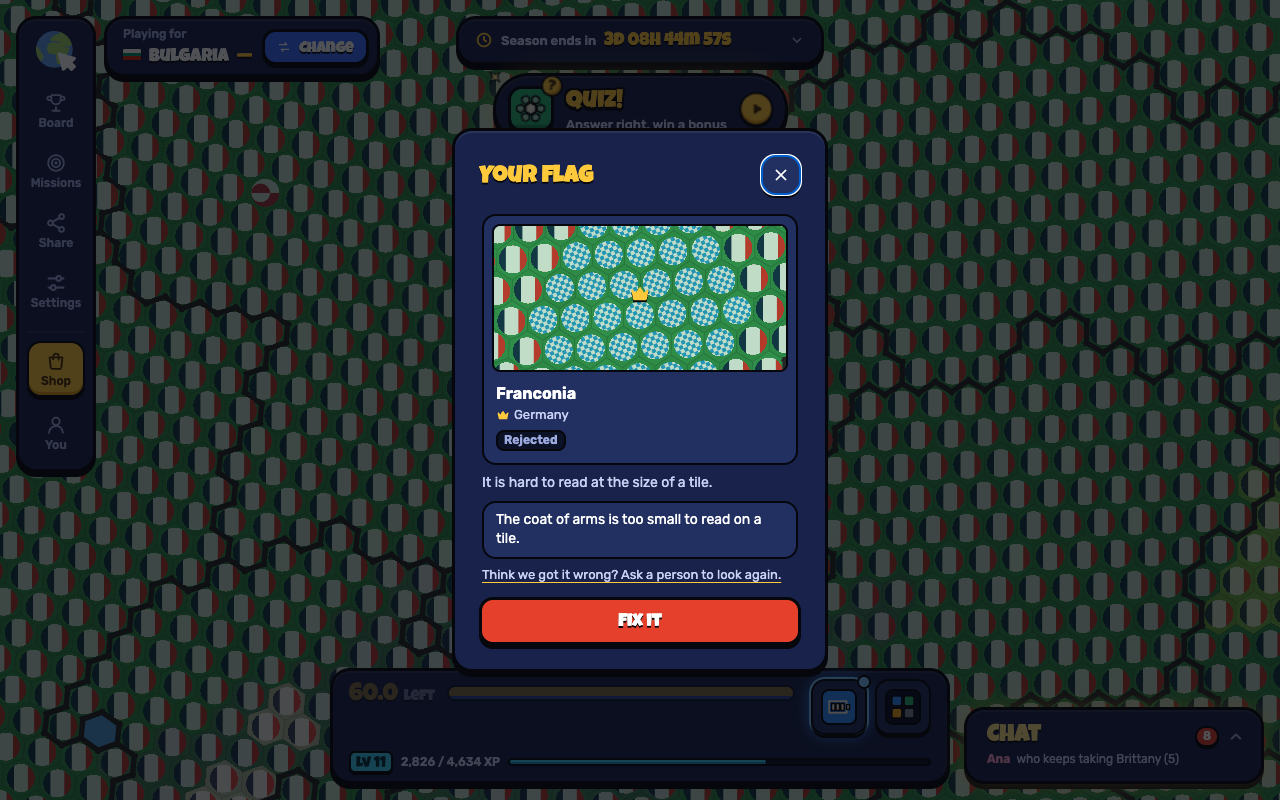 Playing for
BULGARIA
CHANGE
Season ends in 3D 08H 44M 57S
QUIZ!
?
Answer right, win a bonus
Board
Missions
Share
Settings
Shop
You
YOUR FLAG
Franconia
Germany
Rejected
It is hard to read at the size of a tile.
The coat of arms is too small to read on a
tile.
Think we got it wrong? Ask a person to look again.
FIX IT
60.0 LEFT
LV 11
2,826 / 4,634 XP
CHAT
8
Ana who keeps taking Brittany (5)